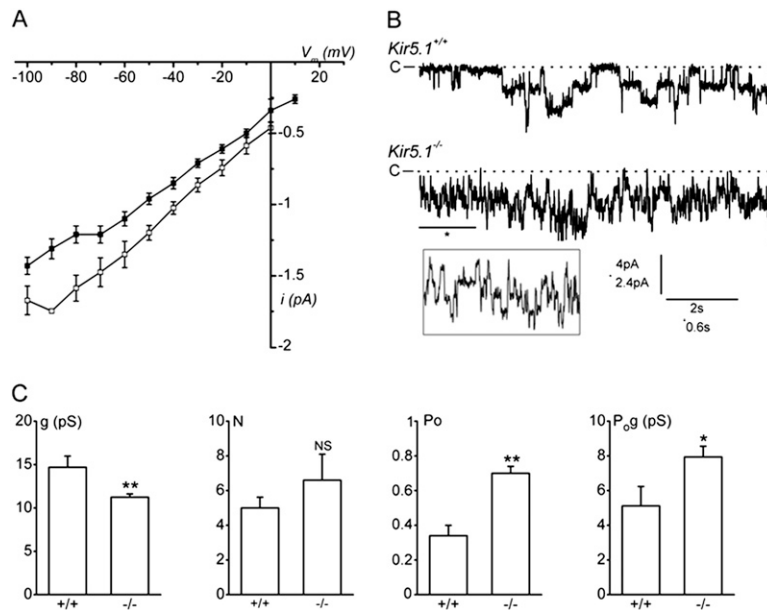 A
V_m (mV)
-100 -80 -60 -40 -20 20
-0.5
-1
-1.5
i (pA)
-2
B
Kir5.1+/+
C
Kir5.1-/-
C
*
4pA
* 2.4pA
2s
* 0.6s
C
g (pS)
20
15
10
5
0
**
+/+ -/-
N
10
8
6
4
2
0
NS
+/+ -/-
Po
1
0.8
0.6
0.4
0.2
0
**
+/+ -/-
Pog (pS)
10
8
6
4
2
0
*
+/+ -/-